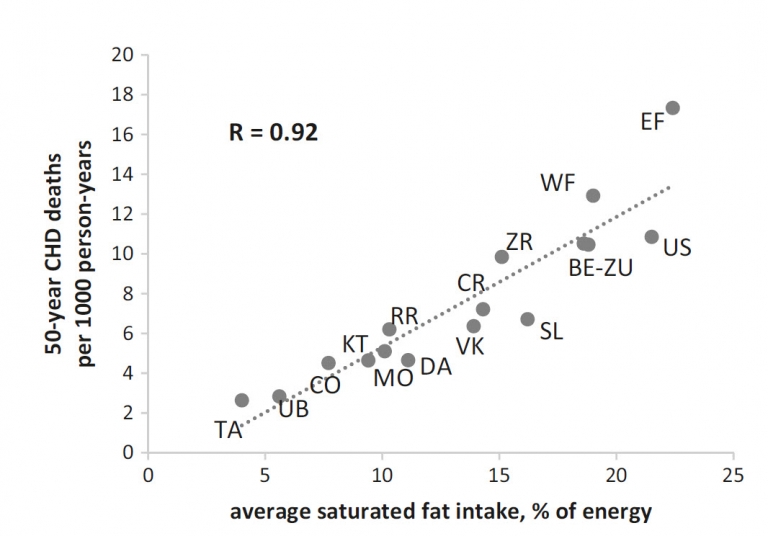 20
18
16
14
12
10
8
6
4
2
0
50-year CHD deaths
per 1000 person-years
R = 0.92
EF
WF
ZR
US
BE-ZU
CR
RR
SL
KT
VK
DA
MO
CO
UB
TA
0 5 10 15 20 25
average saturated fat intake, % of energy